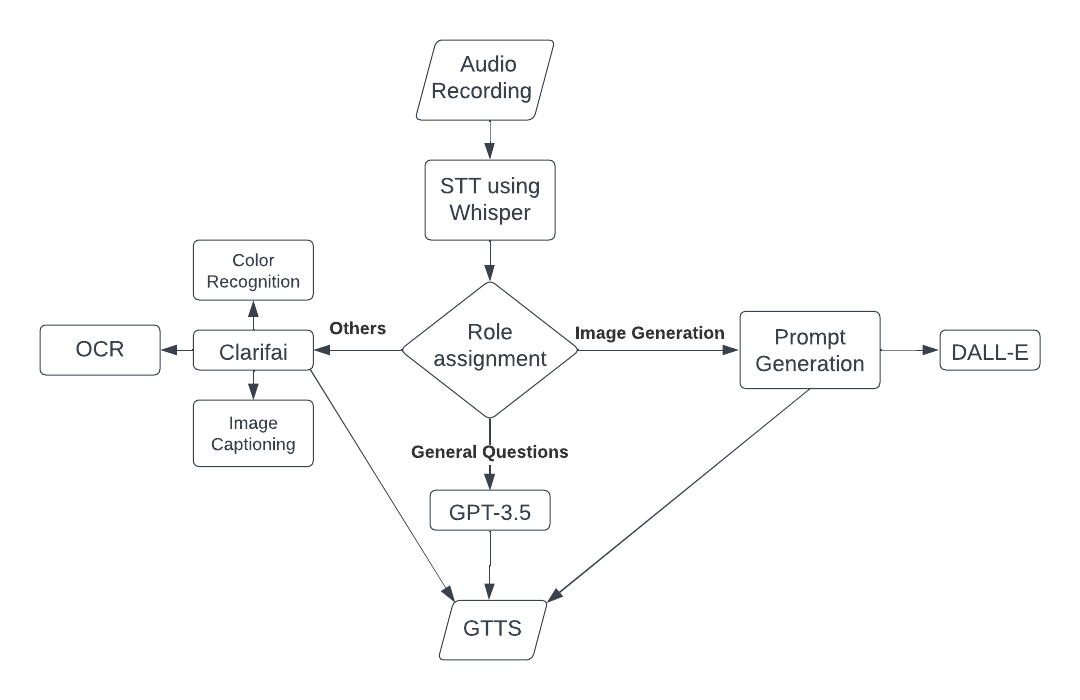 Audio
Recording
STT using
Whisper
Color
Recognition
Others
Role
assignment
Image Generation
Prompt
Generation
DALL-E
OCR
Clarifai
Image
Captioning
General Questions
GPT-3.5
GTTS